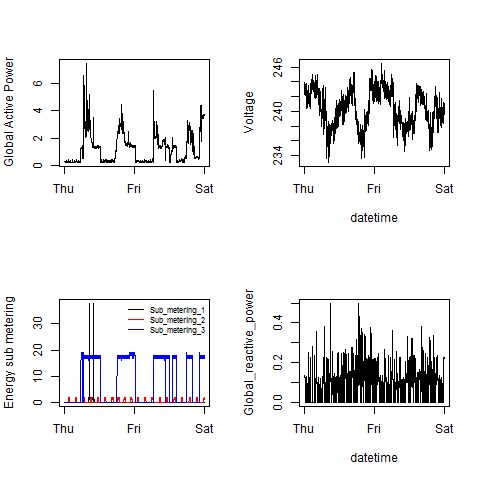 Global Active Power
6
4
2
0
Thu
Fri
Sat
Voltage
246
240
234
Thu
Fri
Sat
datetime
Energy sub metering
30
20
10
0
Thu
Fri
Sat
Sub_metering_1
Sub_metering_2
Sub_metering_3
Global_reactive_power
0.4
0.2
0.0
Thu
Fri
Sat
datetime